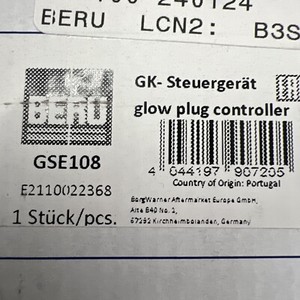 240124
BERU LCN2: B3S
BERU
GK- Steuergerät
glow plug controller
GSE108
E2110022368
1 Stück/pcs.
4 044197 907205
Country of Origin: Portugal
BorgWarner Aftermarket Europe GmbH,
Alte B40 No. 2,
67292 Kirchheimbolanden, Germany